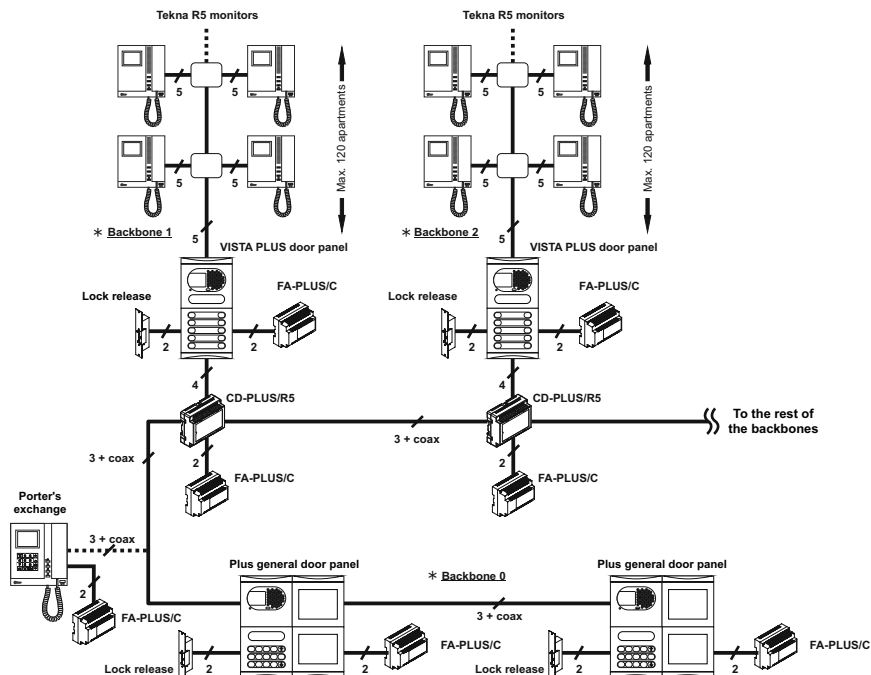 Tekna R5 monitors
Tekna R5 monitors
5
5
5
5
Max. 120 apartments
Max. 120 apartments
5
5
5
5
* Backbone 1
5
* Backbone 2
5
VISTA PLUS door panel
VISTA PLUS door panel
Lock release
FA-PLUS/C
Lock release
FA-PLUS/C
2
2
2
2
4
4
CD-PLUS/R5
CD-PLUS/R5
To the rest of
the backbones
3 + coax
3 + coax
2
2
FA-PLUS/C
FA-PLUS/C
Porter's
exchange
3 + coax
Plus general door panel
* Backbone 0
Plus general door panel
2
3 + coax
FA-PLUS/C
FA-PLUS/C
FA-PLUS/C
Lock release
2
2
Lock release
2
2